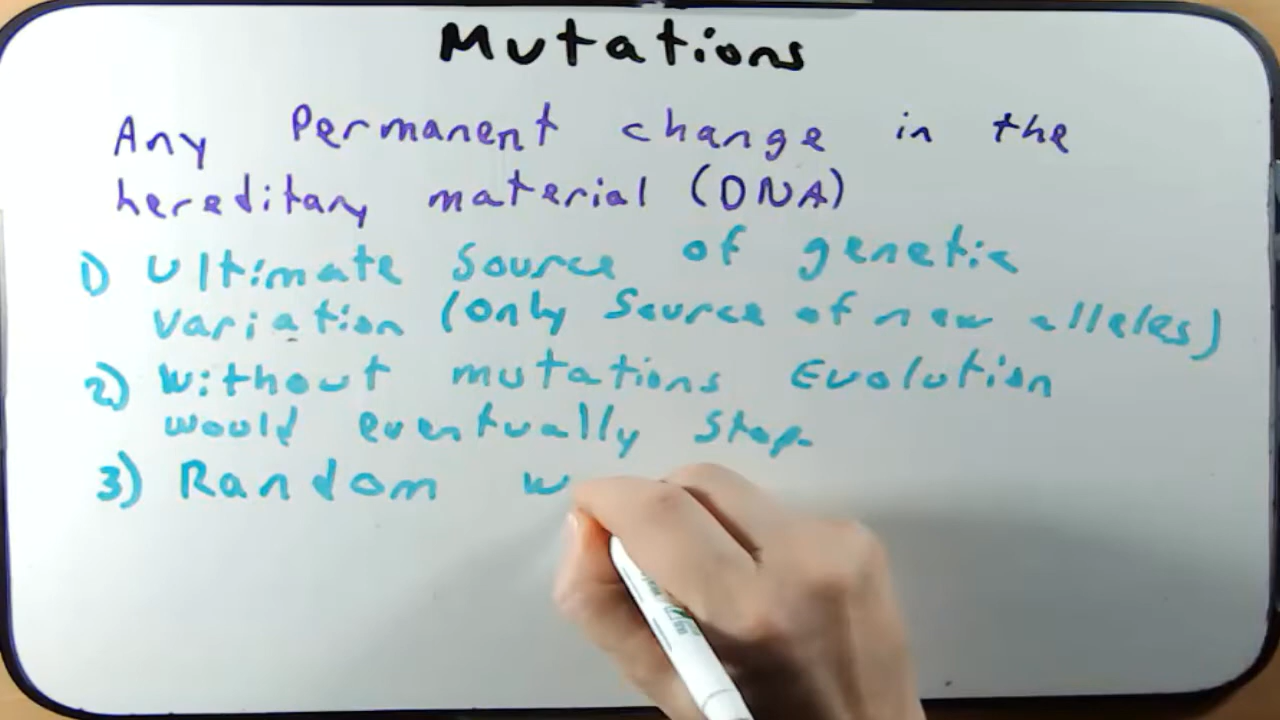 Mutations
Any Permanent change in the
hereditary material (DNA)
1) Ultimate Source of genetic
variation (only Source of new alleles)
2) without mutations Evolution
would eventually Stop.
3) Random w